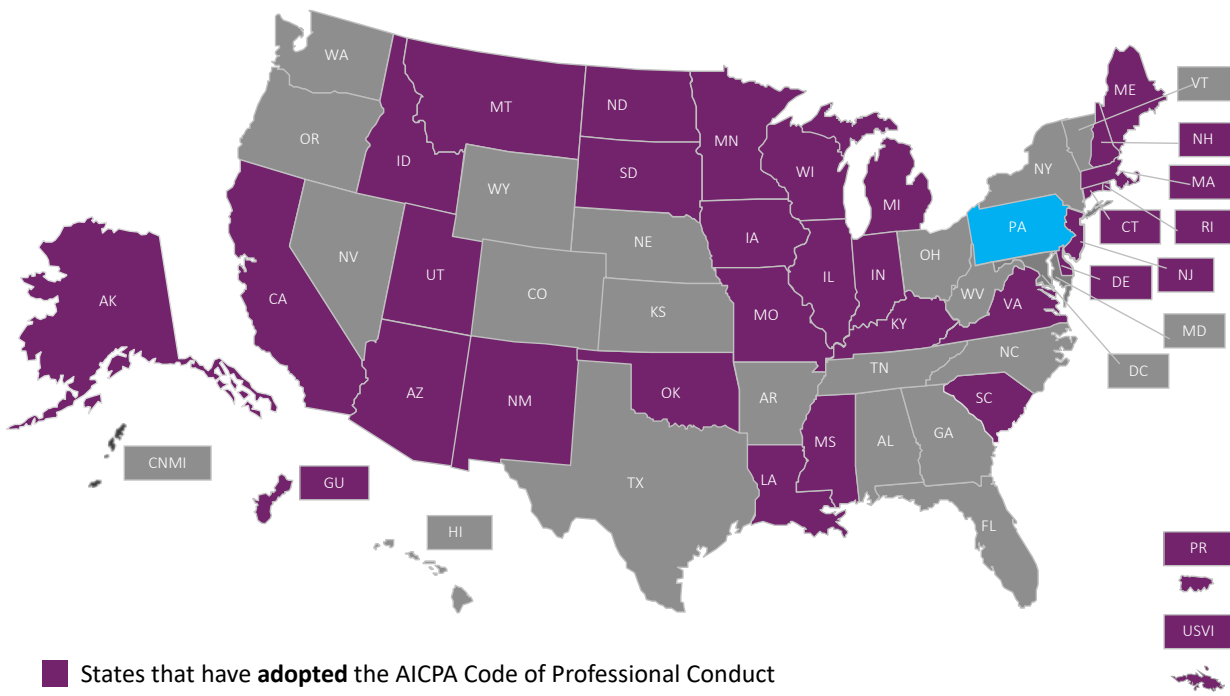 WA
MT
ND
ME
VT
OR
MN
NH
ID
SD
WI
NY
MA
WY
MI
PA
CT
RI
IA
NE
OH
NV
UT
IL
IN
NJ
DE
AK
CA
CO
WV
VA
KS
MO
KY
MD
NC
TN
DC
AZ
NM
OK
AR
SC
MS
AL
GA
CNMI
GU
TX
LA
HI
FL
PR
USVI
States that have adopted the AICPA Code of Professional Conduct